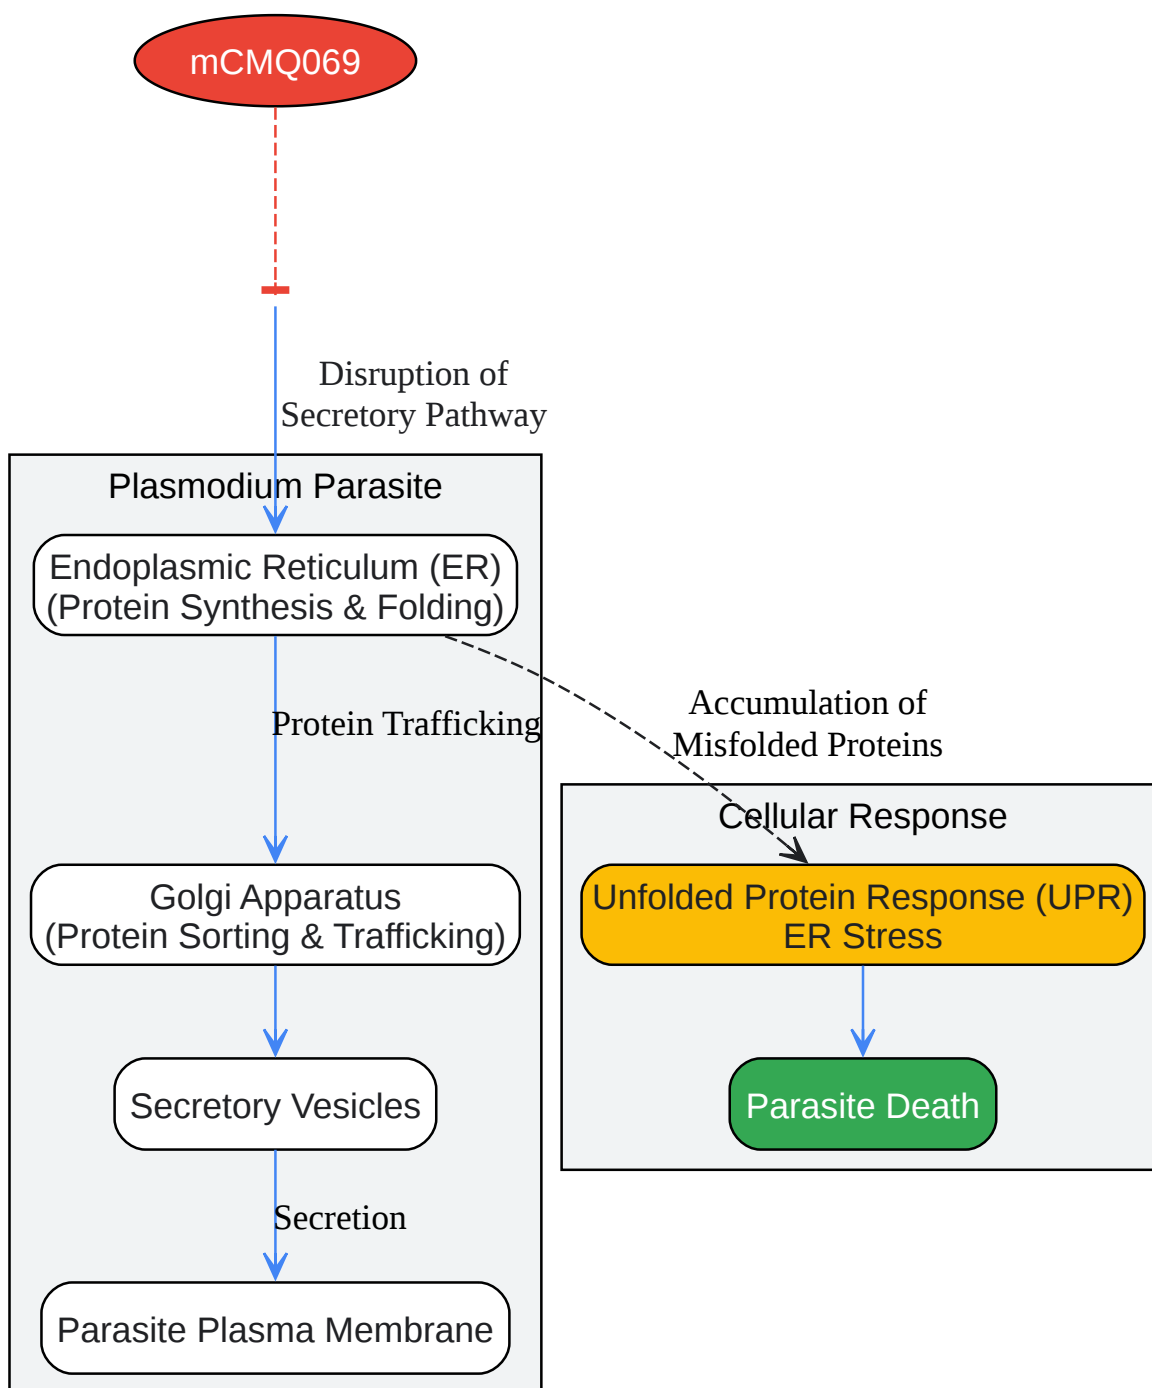 mCMQ069
Disruption of
Secretory Pathway
Plasmodium Parasite
Endoplasmic Reticulum (ER)
(Protein Synthesis & Folding)
Protein Trafficking
Accumulation of
Misfolded Proteins
Cellular Response
Golgi Apparatus
(Protein Sorting & Trafficking)
Unfolded Protein Response (UPR)
ER Stress
Secretory Vesicles
Parasite Death
Secretion
Parasite Plasma Membrane